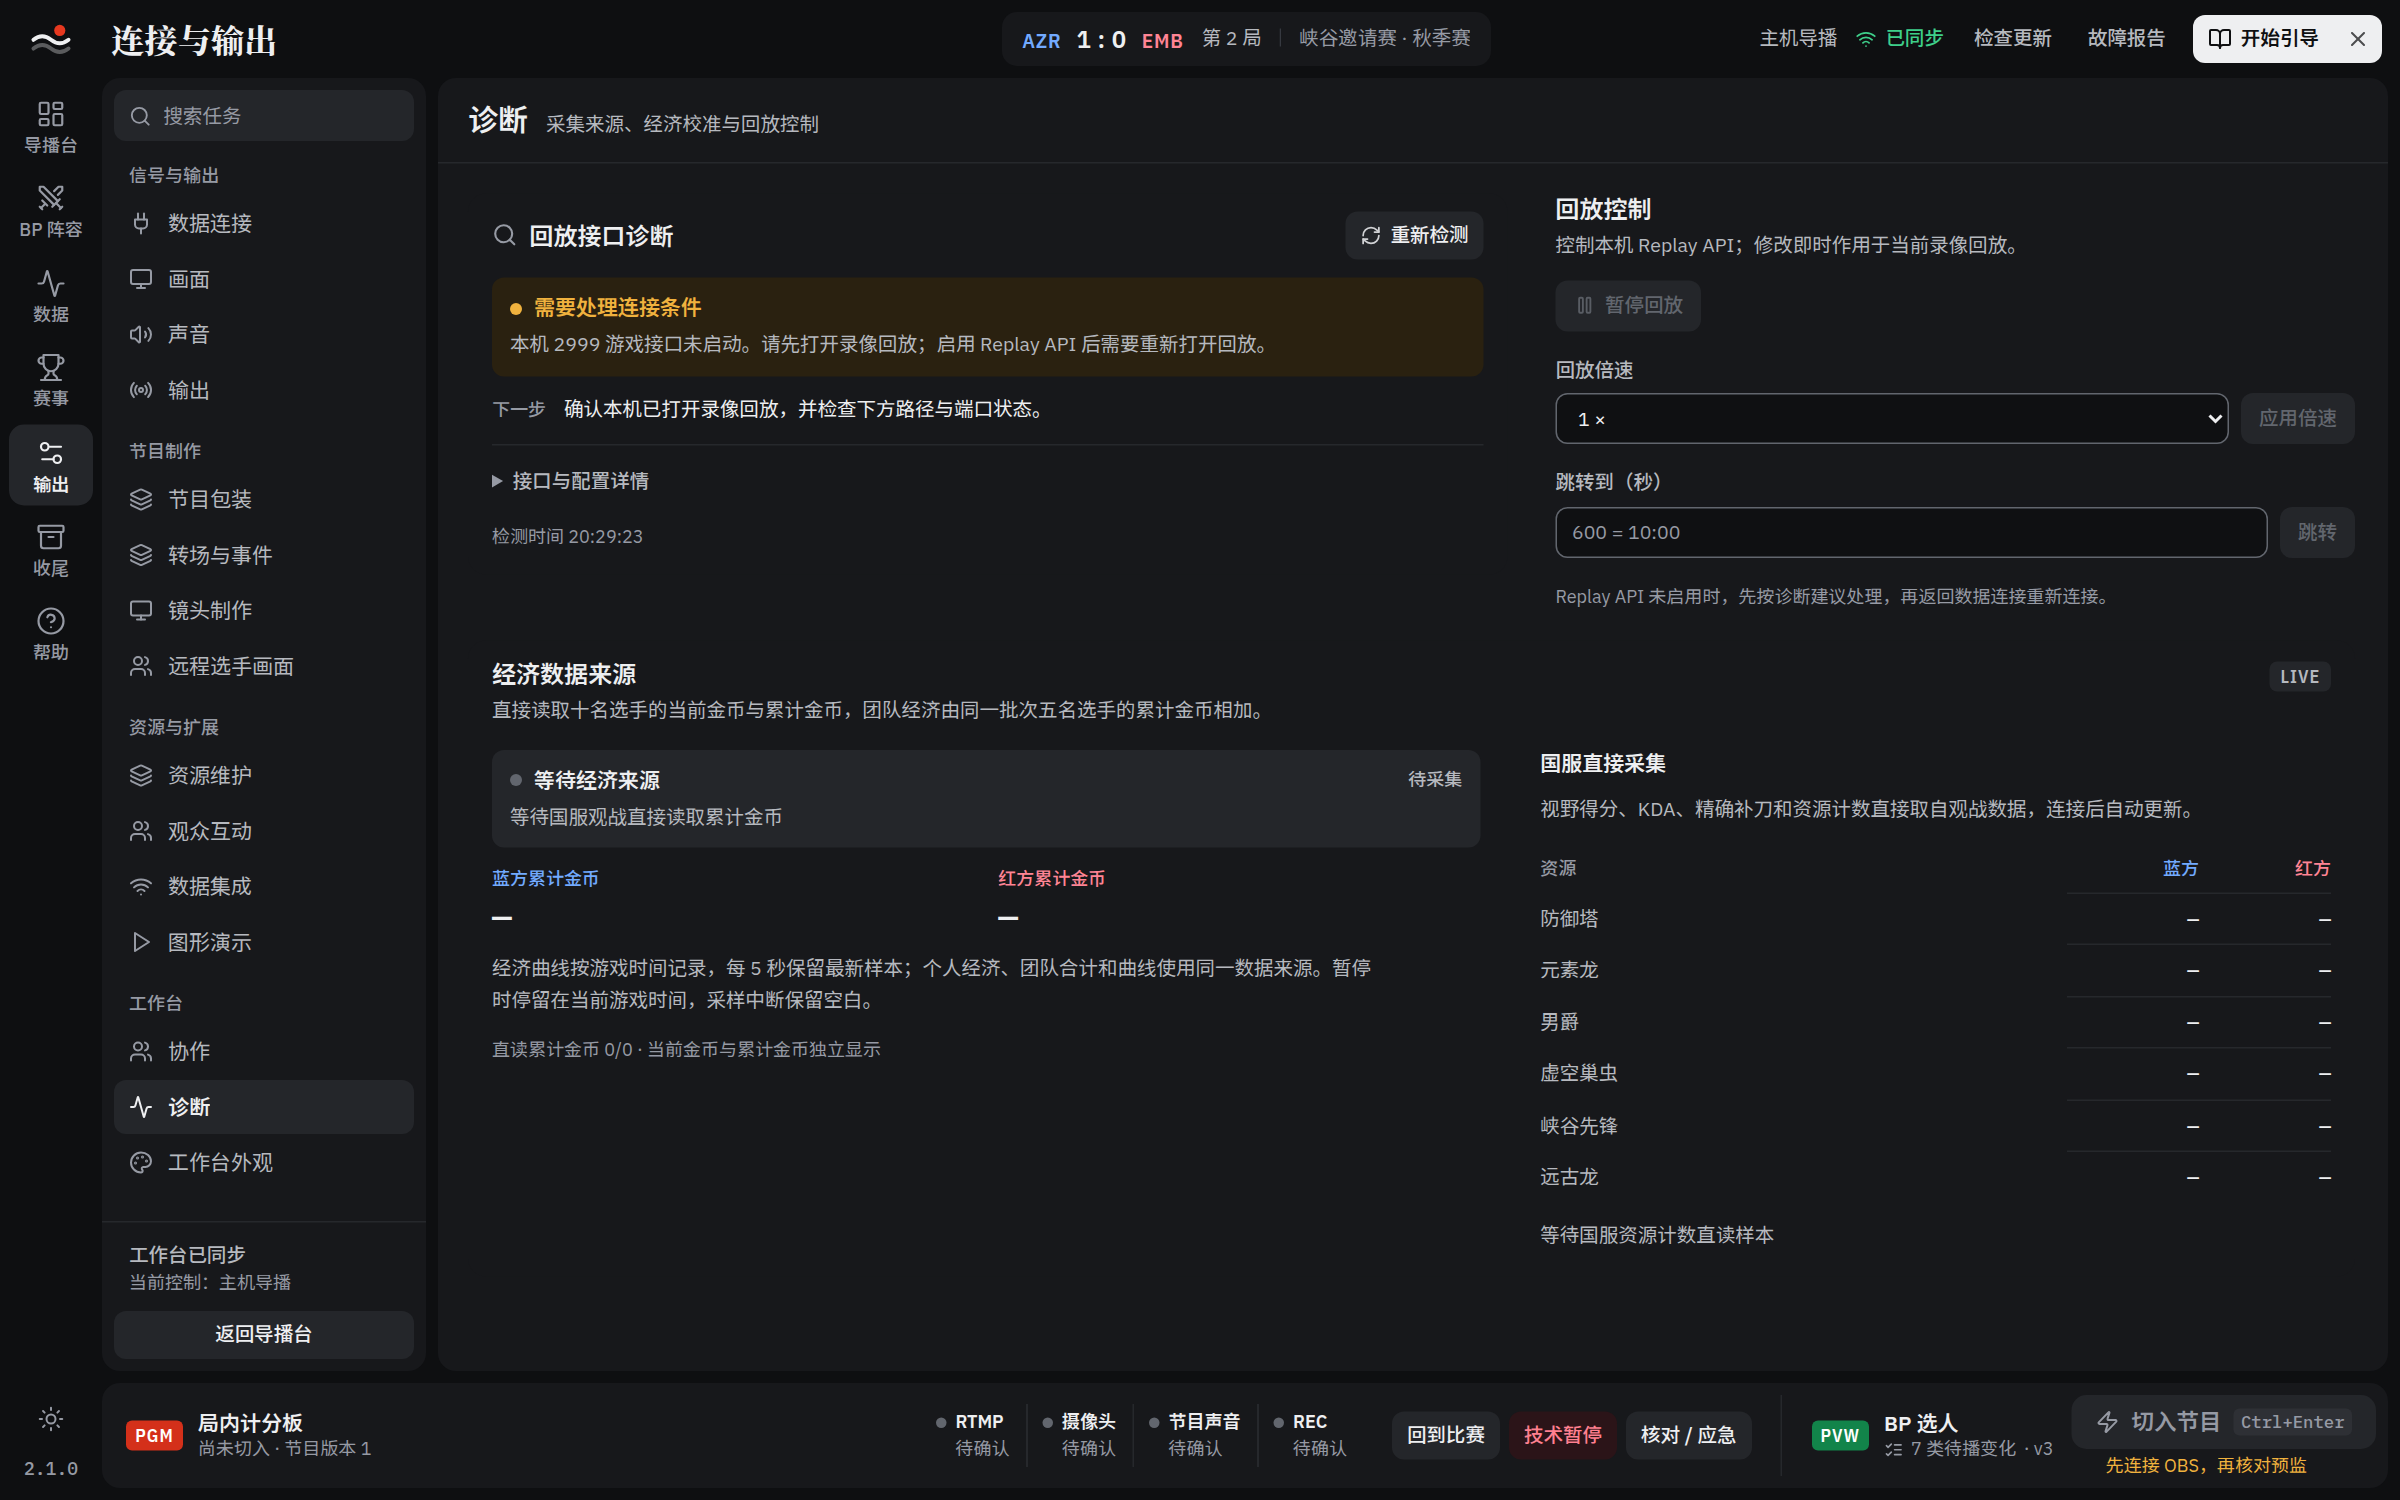 连接与输出
AZR 1 : 0 EMB 第 2 局 峡谷邀请赛 · 秋季赛
主机导播 已同步 检查更新 故障报告 开始引导
导播台
BP 阵容
数据
赛事
输出
收尾
帮助
2.1.0
搜索任务
信号与输出
数据连接
画面
声音
输出
节目制作
节目包装
转场与事件
镜头制作
远程选手画面
资源与扩展
资源维护
观众互动
数据集成
图形演示
工作台
协作
诊断
工作台外观
工作台已同步
当前控制：主机导播
返回导播台
诊断 采集来源、经济校准与回放控制
回放接口诊断 重新检测
需要处理连接条件
本机 2999 游戏接口未启动。请先打开录像回放；启用 Replay API 后需要重新打开回放。
下一步 确认本机已打开录像回放，并检查下方路径与端口状态。
接口与配置详情
检测时间 20:29:23
回放控制
控制本机 Replay API；修改即时作用于当前录像回放。
暂停回放
回放倍速
1 × 应用倍速
跳转到（秒）
600 = 10:00 跳转
Replay API 未启用时，先按诊断建议处理，再返回数据连接重新连接。
经济数据来源 LIVE
直接读取十名选手的当前金币与累计金币，团队经济由同一批次五名选手的累计金币相加。
等待经济来源 待采集
等待国服观战直接读取累计金币
蓝方累计金币 红方累计金币
— —
经济曲线按游戏时间记录，每 5 秒保留最新样本；个人经济、团队合计和曲线使用同一数据来源。暂停
时停留在当前游戏时间，采样中断保留空白。
直读累计金币 0/0 · 当前金币与累计金币独立显示
国服直接采集
视野得分、KDA、精确补刀和资源计数直接取自观战数据，连接后自动更新。
资源 蓝方 红方
防御塔 – –
元素龙 – –
男爵 – –
虚空巢虫 – –
峡谷先锋 – –
远古龙 – –
等待国服资源计数直读样本
PGM 局内计分板
尚未切入 · 节目版本 1
RTMP 摄像头 节目声音 REC
待确认 待确认 待确认 待确认
回到比赛 技术暂停 核对 / 应急
PVW BP 选人
7 类待播变化 · v3
切入节目 Ctrl+Enter
先连接 OBS，再核对预监